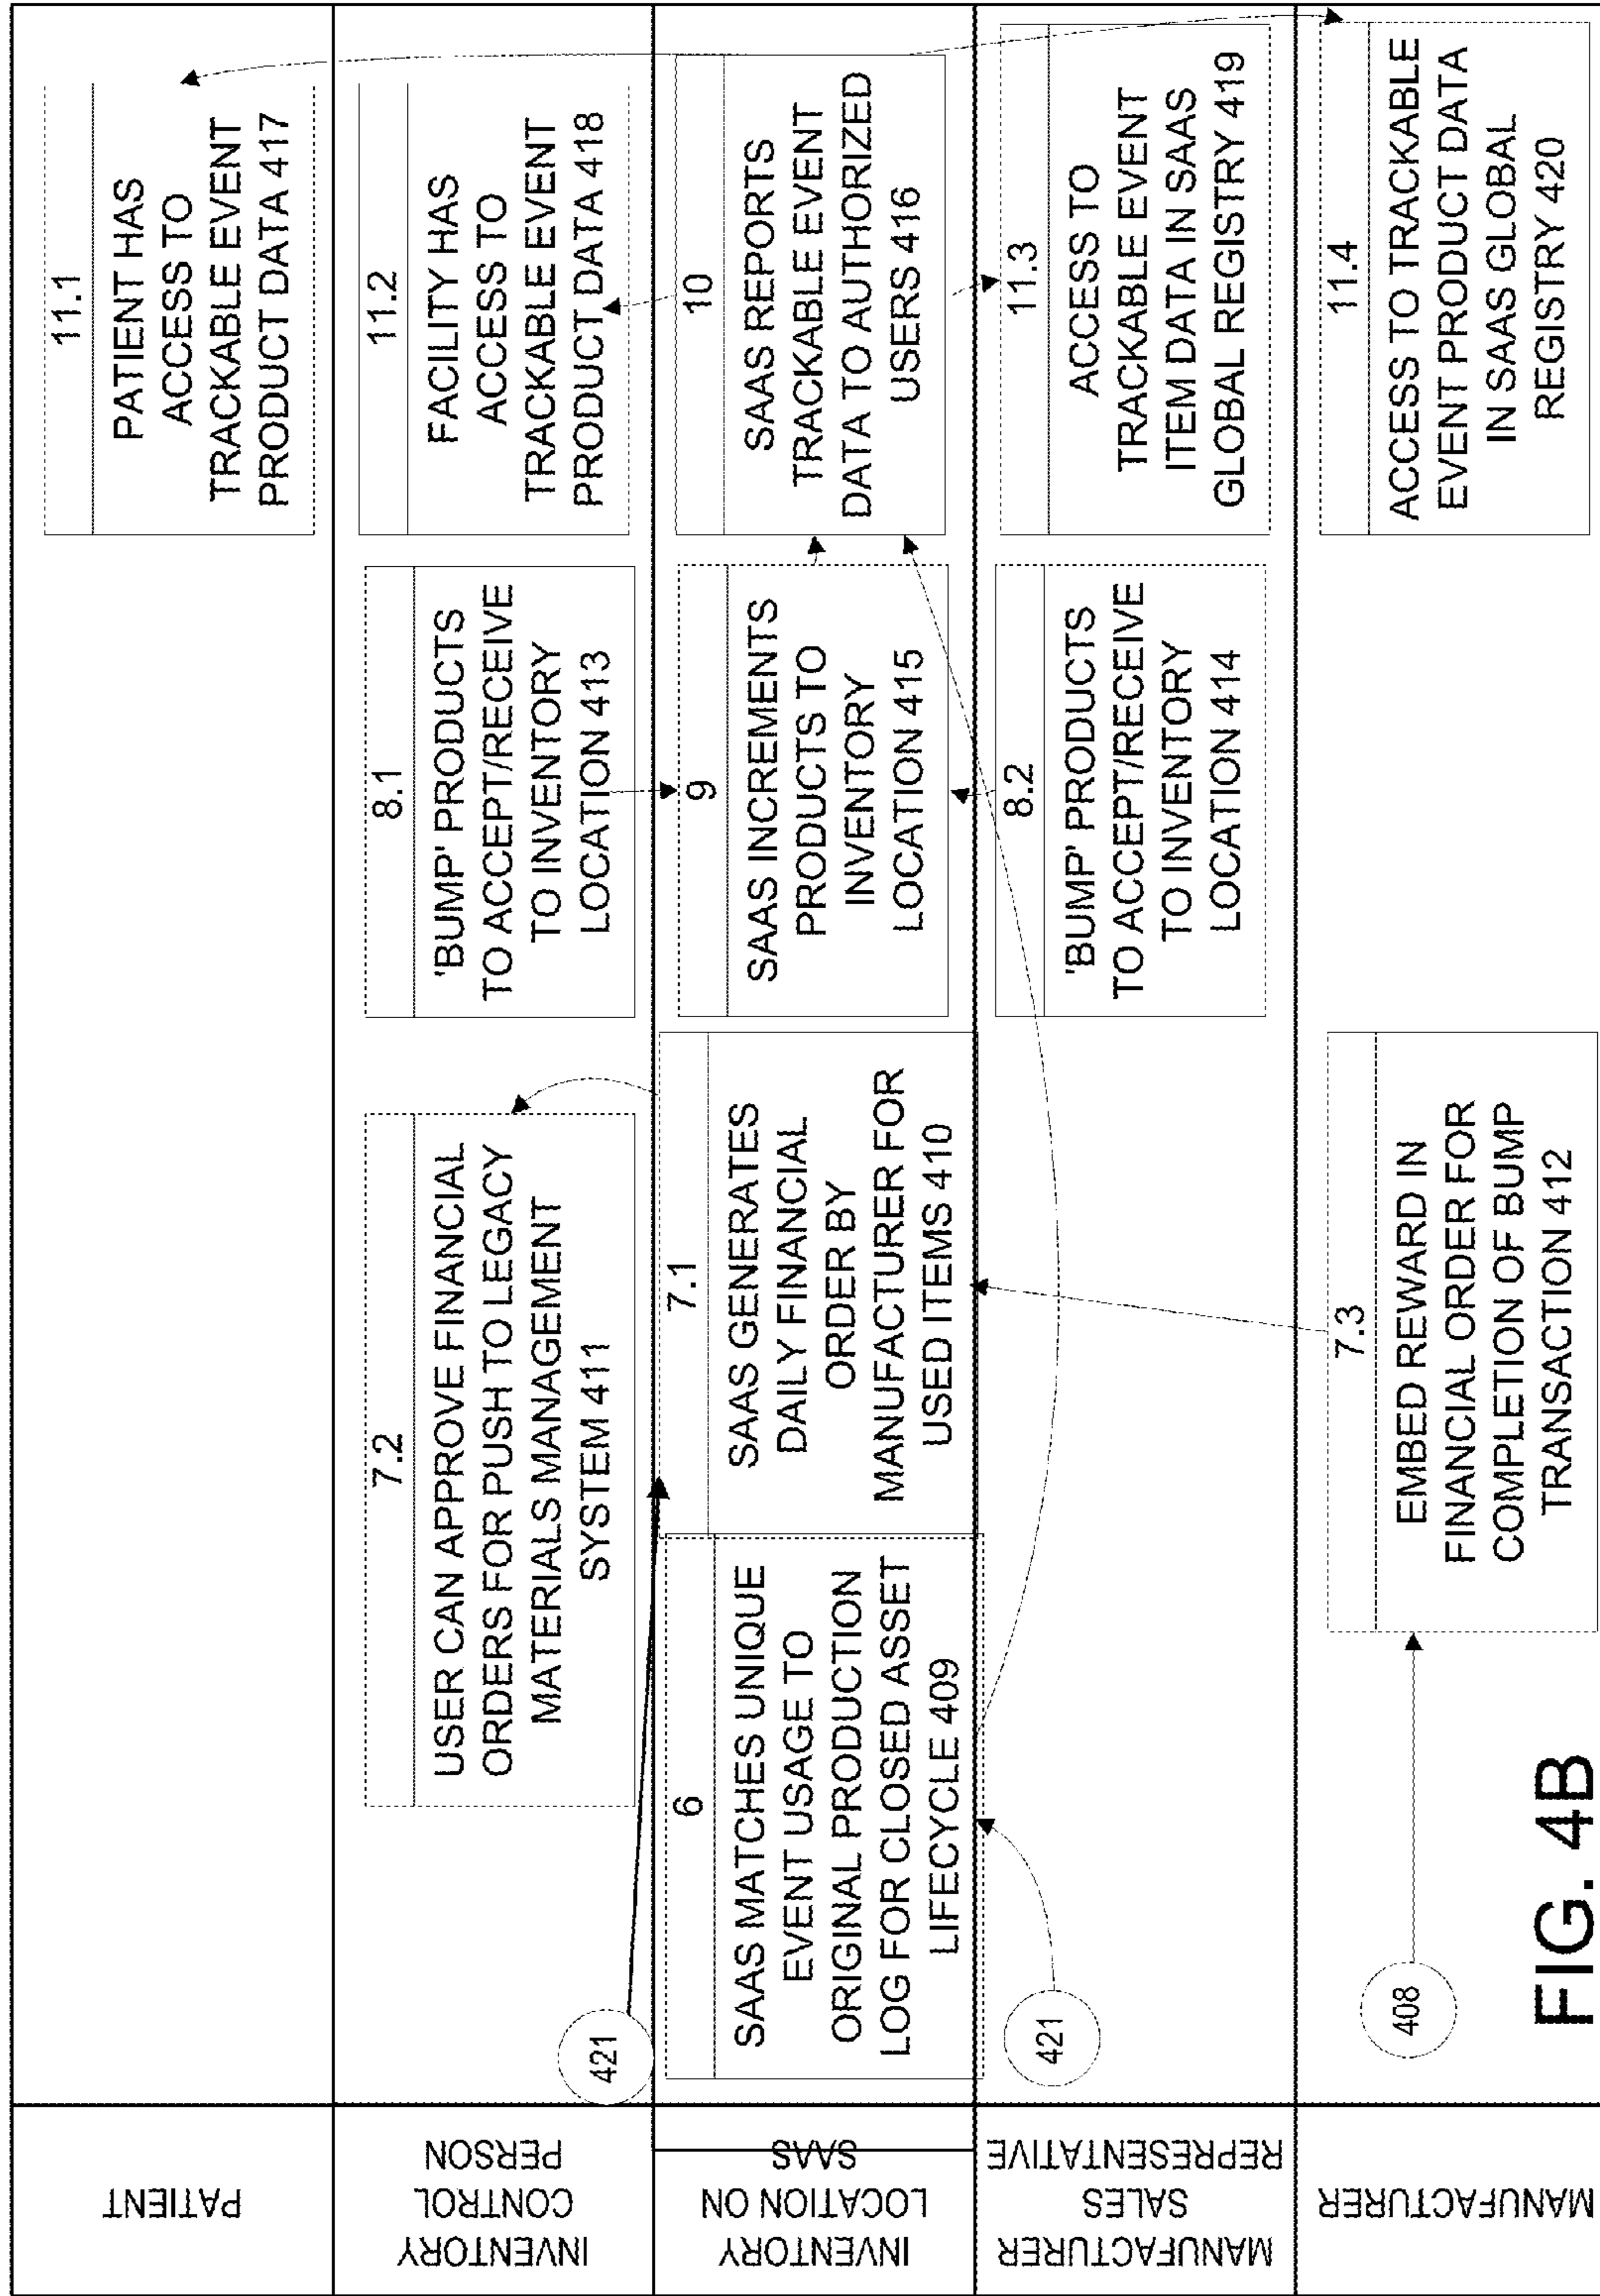 PATIENT
11.1
PATIENT HAS
ACCESS TO
TRACKABLE EVENT
PRODUCT DATA 417
INVENTORY
CONTROL
PERSON
421
7.2
USER CAN APPROVE FINANCIAL
ORDERS FOR PUSH TO LEGACY
MATERIALS MANAGEMENT
SYSTEM 411
8.1
'BUMP' PRODUCTS
TO ACCEPT/RECEIVE
TO INVENTORY
LOCATION 413
11.2
FACILITY HAS
ACCESS TO
TRACKABLE EVENT
PRODUCT DATA 418
INVENTORY
LOCATION ON
SAAS
6
SAAS MATCHES UNIQUE
EVENT USAGE TO
ORIGINAL PRODUCTION
LOG FOR CLOSED ASSET
LIFECYCLE 409
7.1
SAAS GENERATES
DAILY FINANCIAL
ORDER BY
MANUFACTURER FOR
USED ITEMS 410
9
SAAS INCREMENTS
PRODUCTS TO
INVENTORY
LOCATION 415
10
SAAS REPORTS
TRACKABLE EVENT
DATA TO AUTHORIZED
USERS 416
MANUFACTURER
SALES
REPRESENTATIVE
421
8.2
'BUMP' PRODUCTS
TO ACCEPT/RECEIVE
TO INVENTORY
LOCATION 414
11.3
ACCESS TO
TRACKABLE EVENT
ITEM DATA IN SAAS
GLOBAL REGISTRY 419
MANUFACTURER
408
7.3
EMBED REWARD IN
FINANCIAL ORDER FOR
COMPLETION OF BUMP
TRANSACTION 412
11.4
ACCESS TO TRACKABLE
EVENT PRODUCT DATA
IN SAAS GLOBAL
REGISTRY 420
FIG. 4B